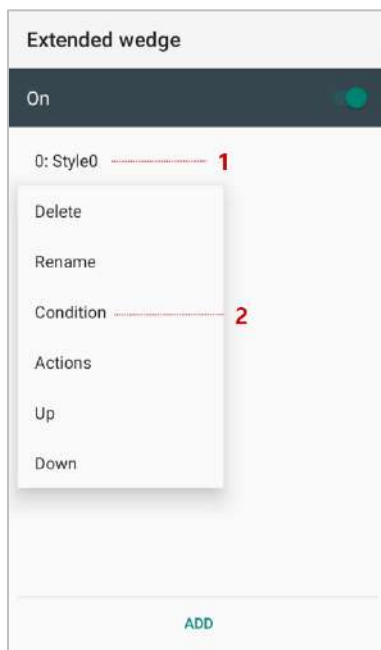 Extended wedge
On
0: Style0 1
Delete
Rename
Condition 2
Actions
Up
Down
ADD